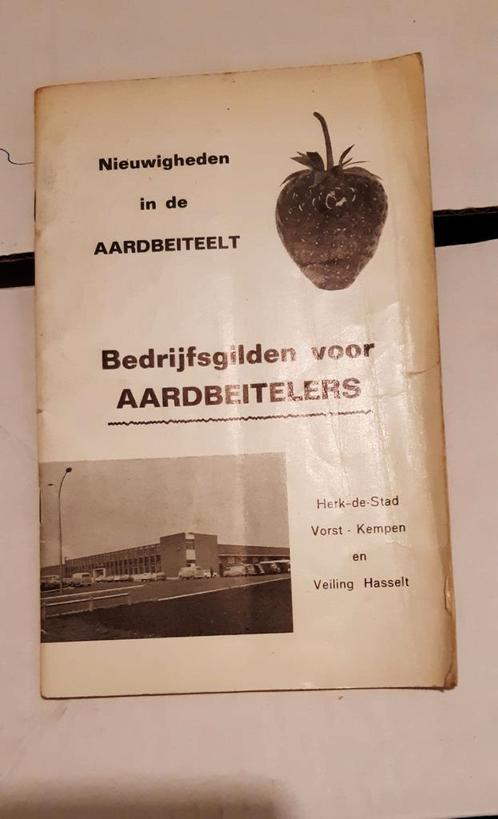 Nieuwigheden
in de
AARDBEITEELT
Bedrijfsgilden voor
AARDBEITELERS
Herk-de-Stad
Vorst - Kempen
en
Veiling Hasselt